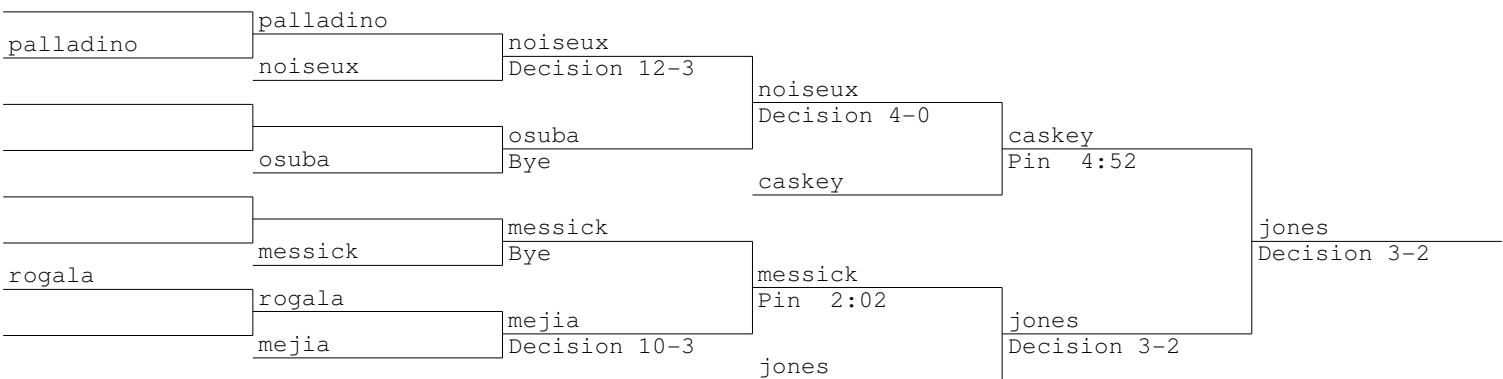 palladino
palladino
noiseux
noiseux
Decision 12-3
noiseux
Decision 4-0
osuba
osuba
Bye
caskey
caskey
Pin 4:52
messick
messick
Bye
jones
Decision 3-2
rogala
rogala
mejia
mejia
Decision 10-3
messick
Pin 2:02
jones
jones
Decision 3-2